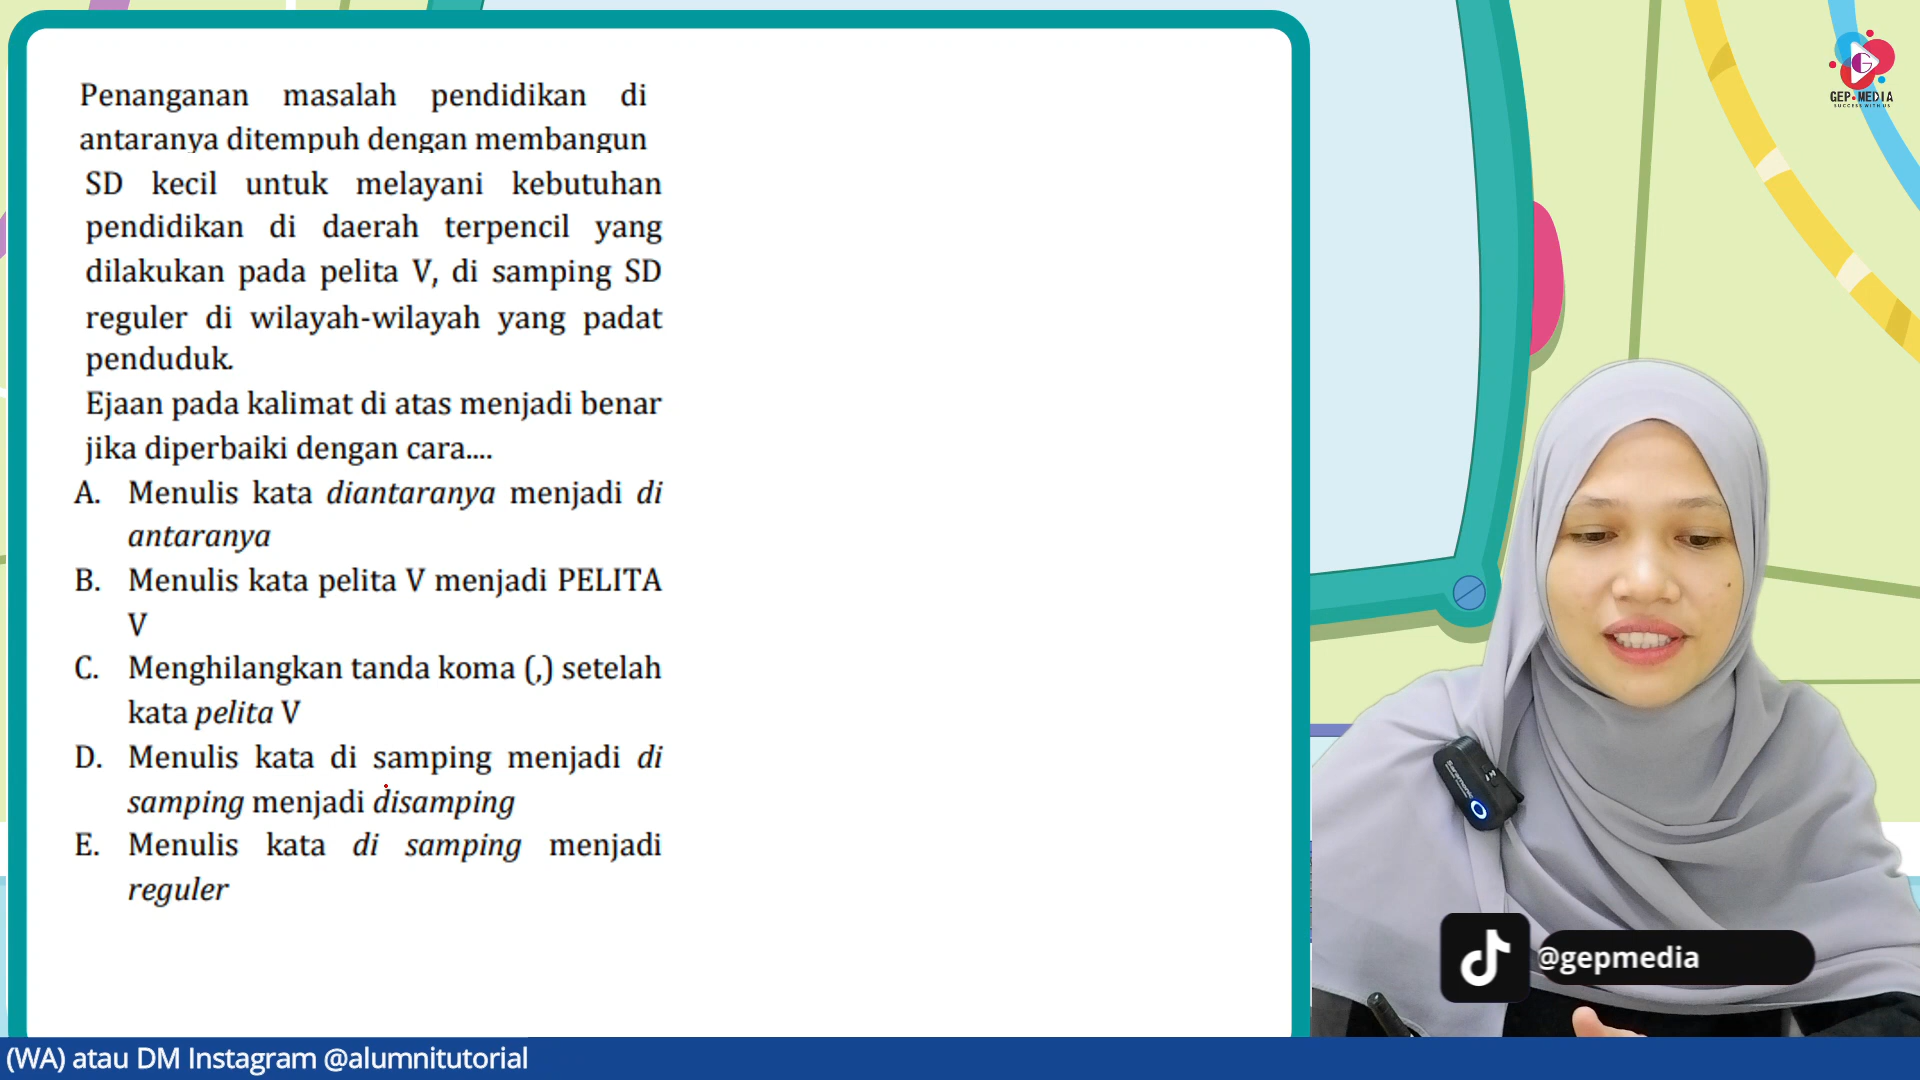 Penanganan masalah pendidikan di
antaranya ditempuh dengan membangun
SD kecil untuk melayani kebutuhan
pendidikan di daerah terpencil yang
dilakukan pada pelita V, di samping SD
reguler di wilayah-wilayah yang padat
penduduk.
Ejaan pada kalimat di atas menjadi benar
jika diperbaiki dengan cara....
A. Menulis kata diantaranya menjadi di
antaranya
B. Menulis kata pelita V menjadi PELITA
V
C. Menghilangkan tanda koma (,) setelah
kata pelita V
D. Menulis kata di samping menjadi di
samping menjadi disamping
E. Menulis kata di samping menjadi
reguler
GEP•MEDIA
SUCCESS WITH US
@gepmedia
(WA) atau DM Instagram @alumnitutorial